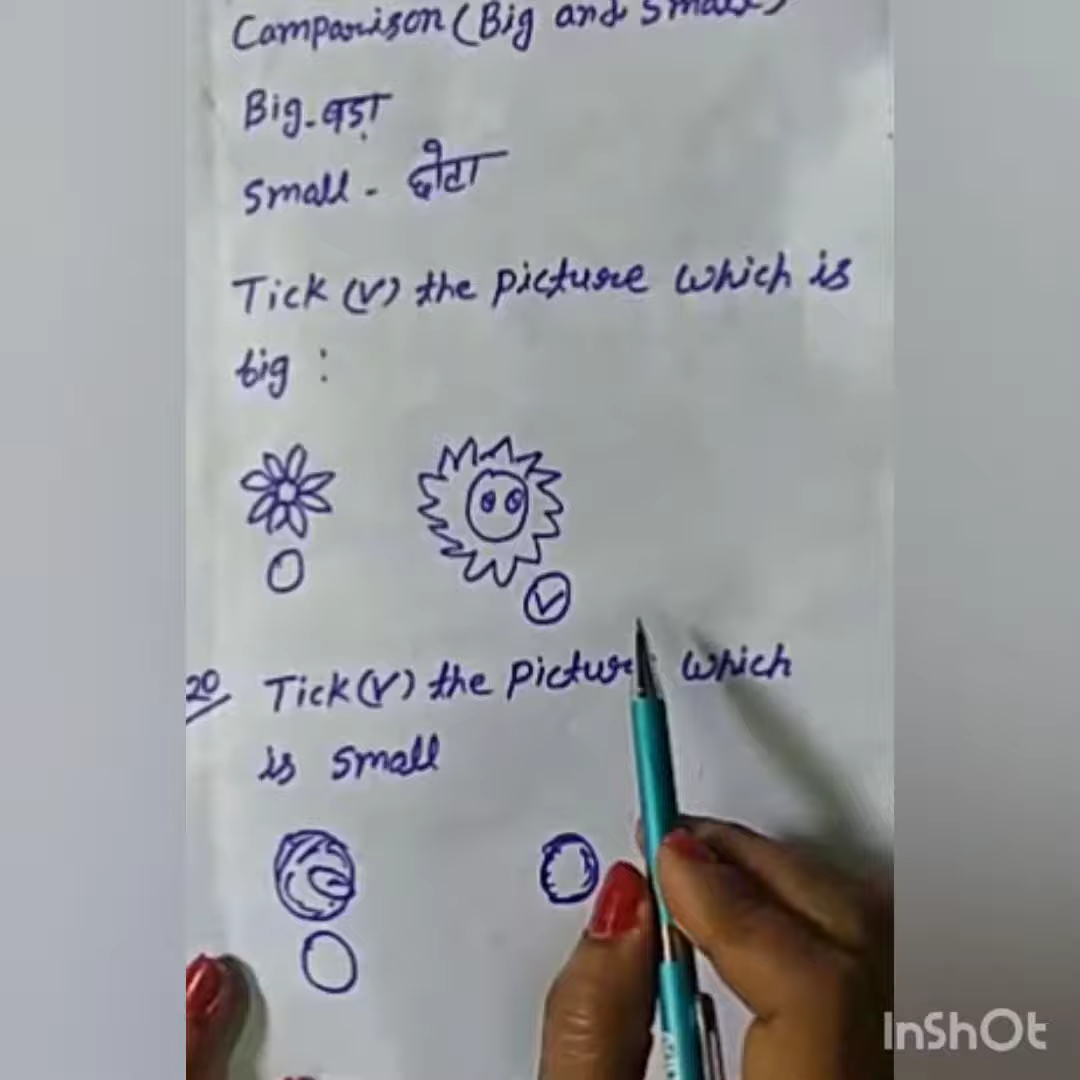 Comparison (Big and Small)
Big - बड़ा
Small - छोटा
Tick (✓) the picture which is
big :
20 Tick (✓) the picture which
is small
InShOt